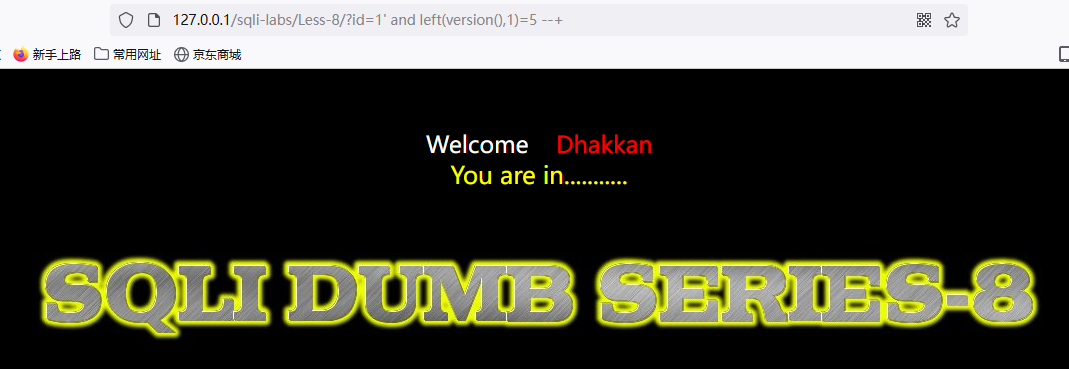 127.0.0.1/sqli-labs/Less-8/?id=1' and left(version(),1)=5 --+
新手上路 常用网址 京东商城
Welcome Dhakkan
You are in...........
SQLI DUMB SERIES-8